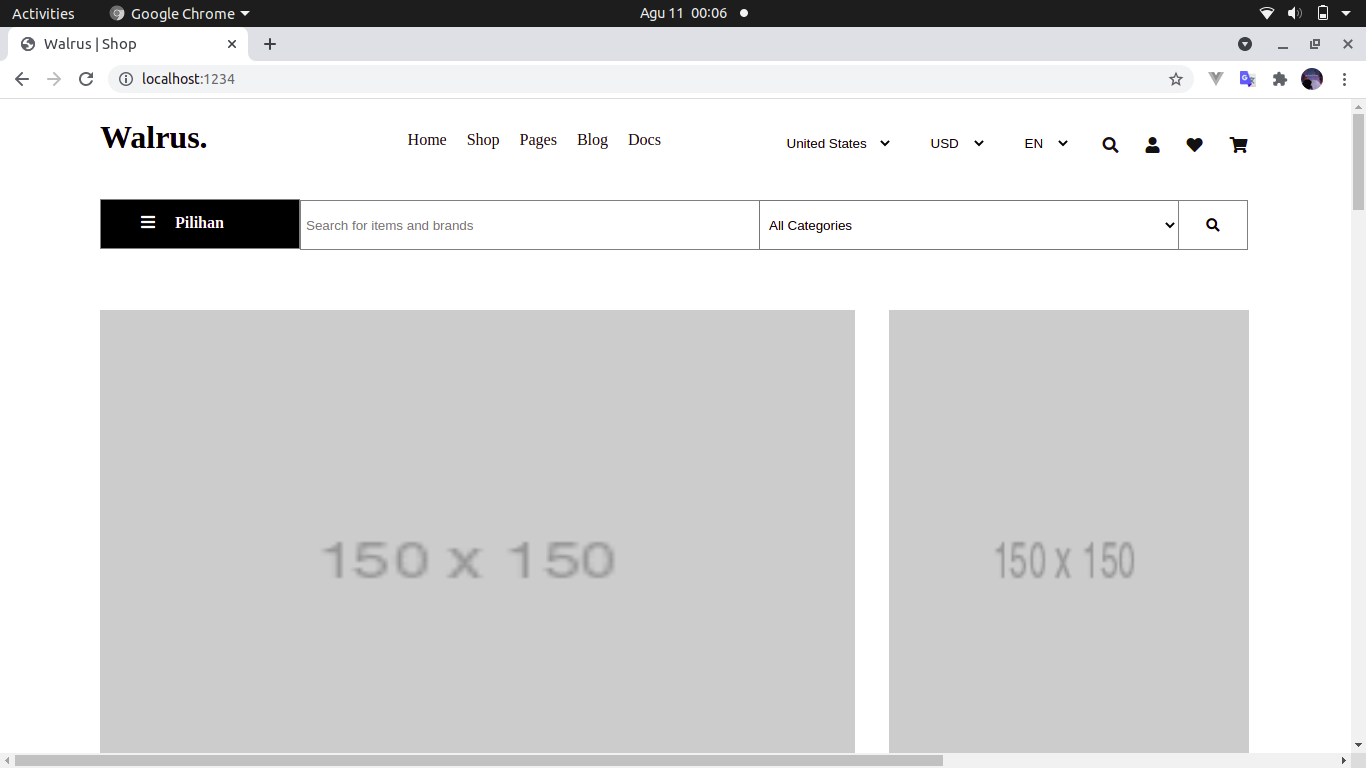 Activities Google Chrome Agu 11 00:06
Walrus | Shop
localhost:1234
Walrus. Home Shop Pages Blog Docs United States USD EN
Pilihan Search for items and brands All Categories
150 x 150 150 x 150